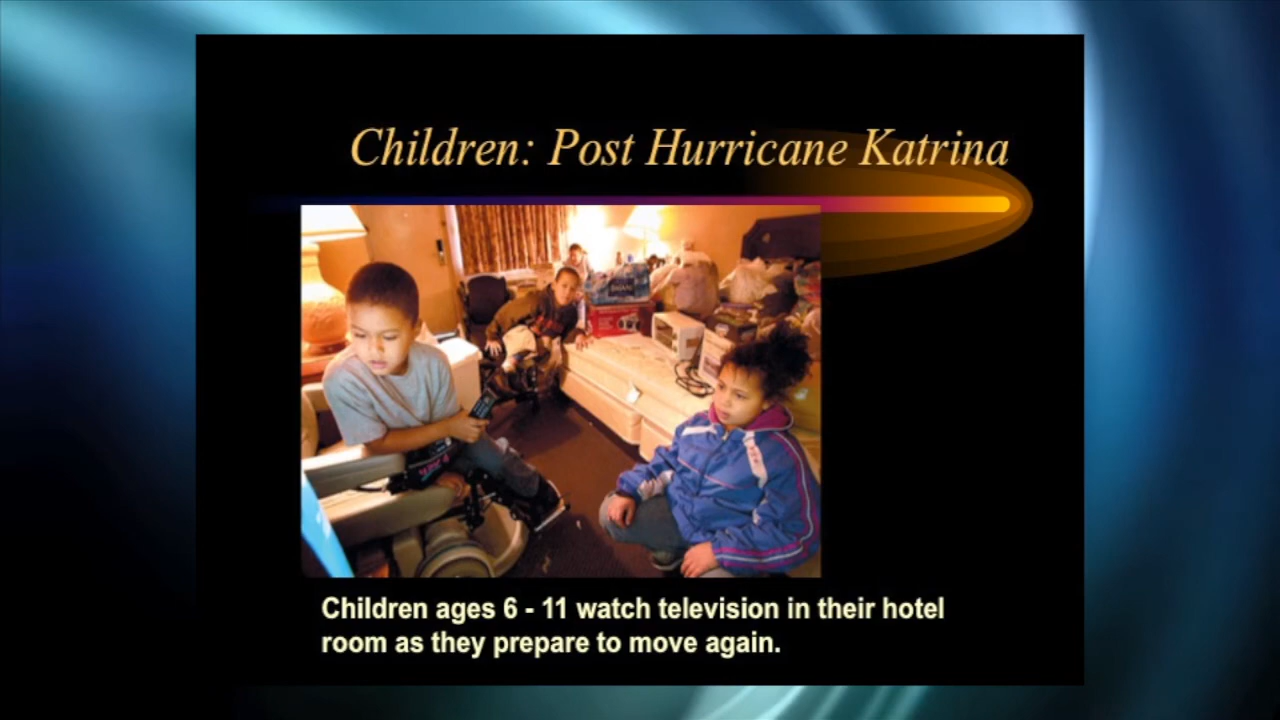 Children: Post Hurricane Katrina
Children ages 6 - 11 watch television in their hotel
room as they prepare to move again.